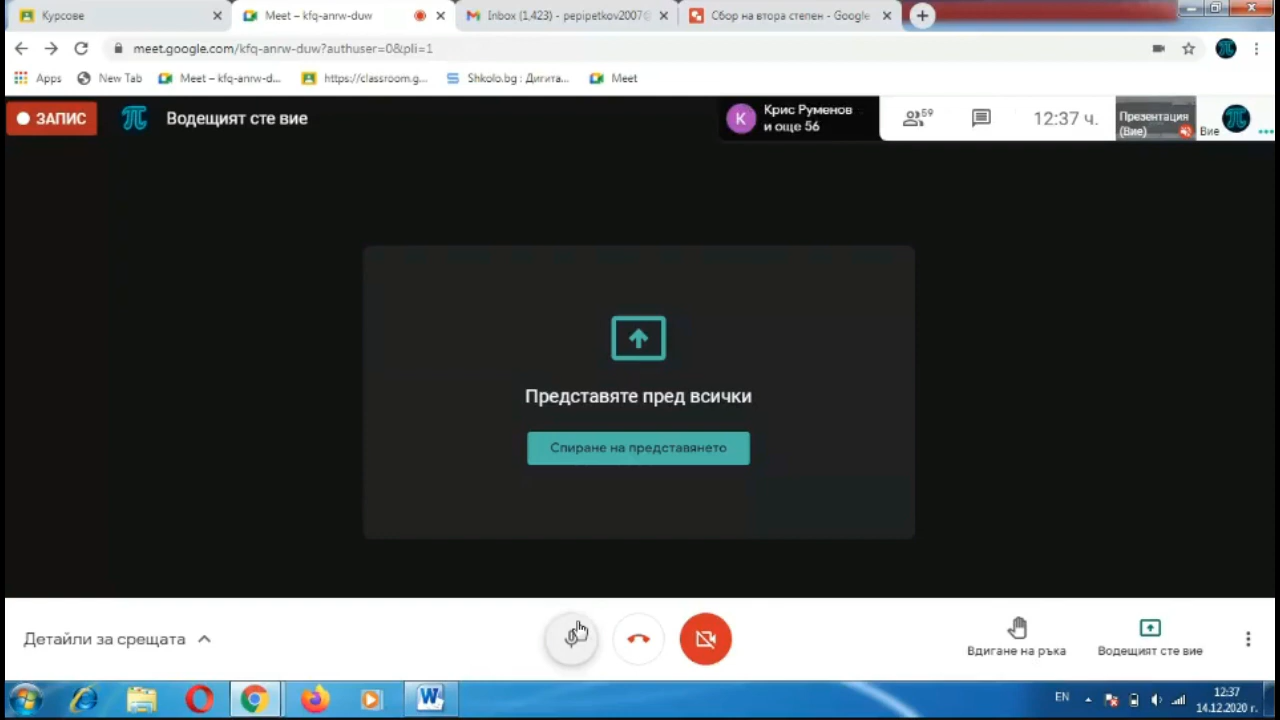 Курсове
Meet – kfq-anrw-duw
Inbox (1,423) - pepipetkov2007@
Сбор на втора степен - Google
meet.google.com/kfq-anrw-duw?authuser=0&pli=1
Apps
New Tab
Meet – kfq-anrw-d...
https://classroom.g...
Shkolo.bg : Дигита...
Meet
ЗАПИС
Водещият сте вие
K
Крис Руменов
и още 56
59
12:37 ч.
Презентация
(Вие)
Вие
Представяте пред всички
Спиране на представянето
Детайли за срещата
Вдигане на ръка
Водещият сте вие
EN
12:37
14.12.2020 г.